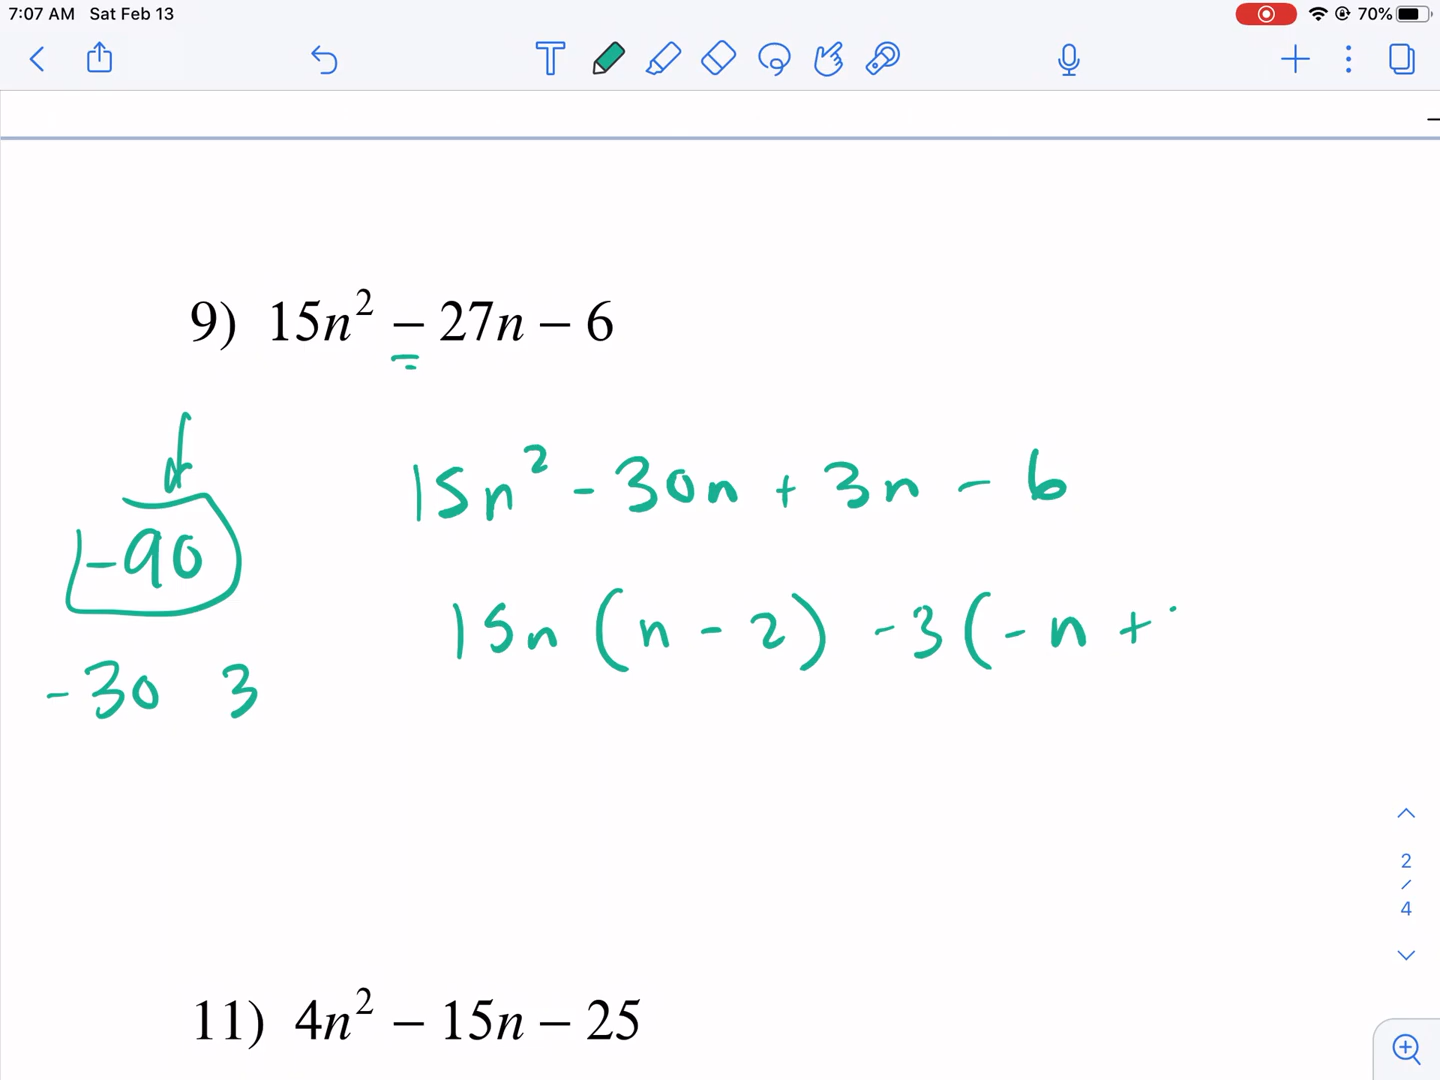 7:07 AM Sat Feb 13 70%
9) 15n² − 27n − 6
15n² - 30n + 3n - 6
-90
15n (n - 2) -3 (- n +
-30 3
2
/
4
11) 4n² − 15n − 25